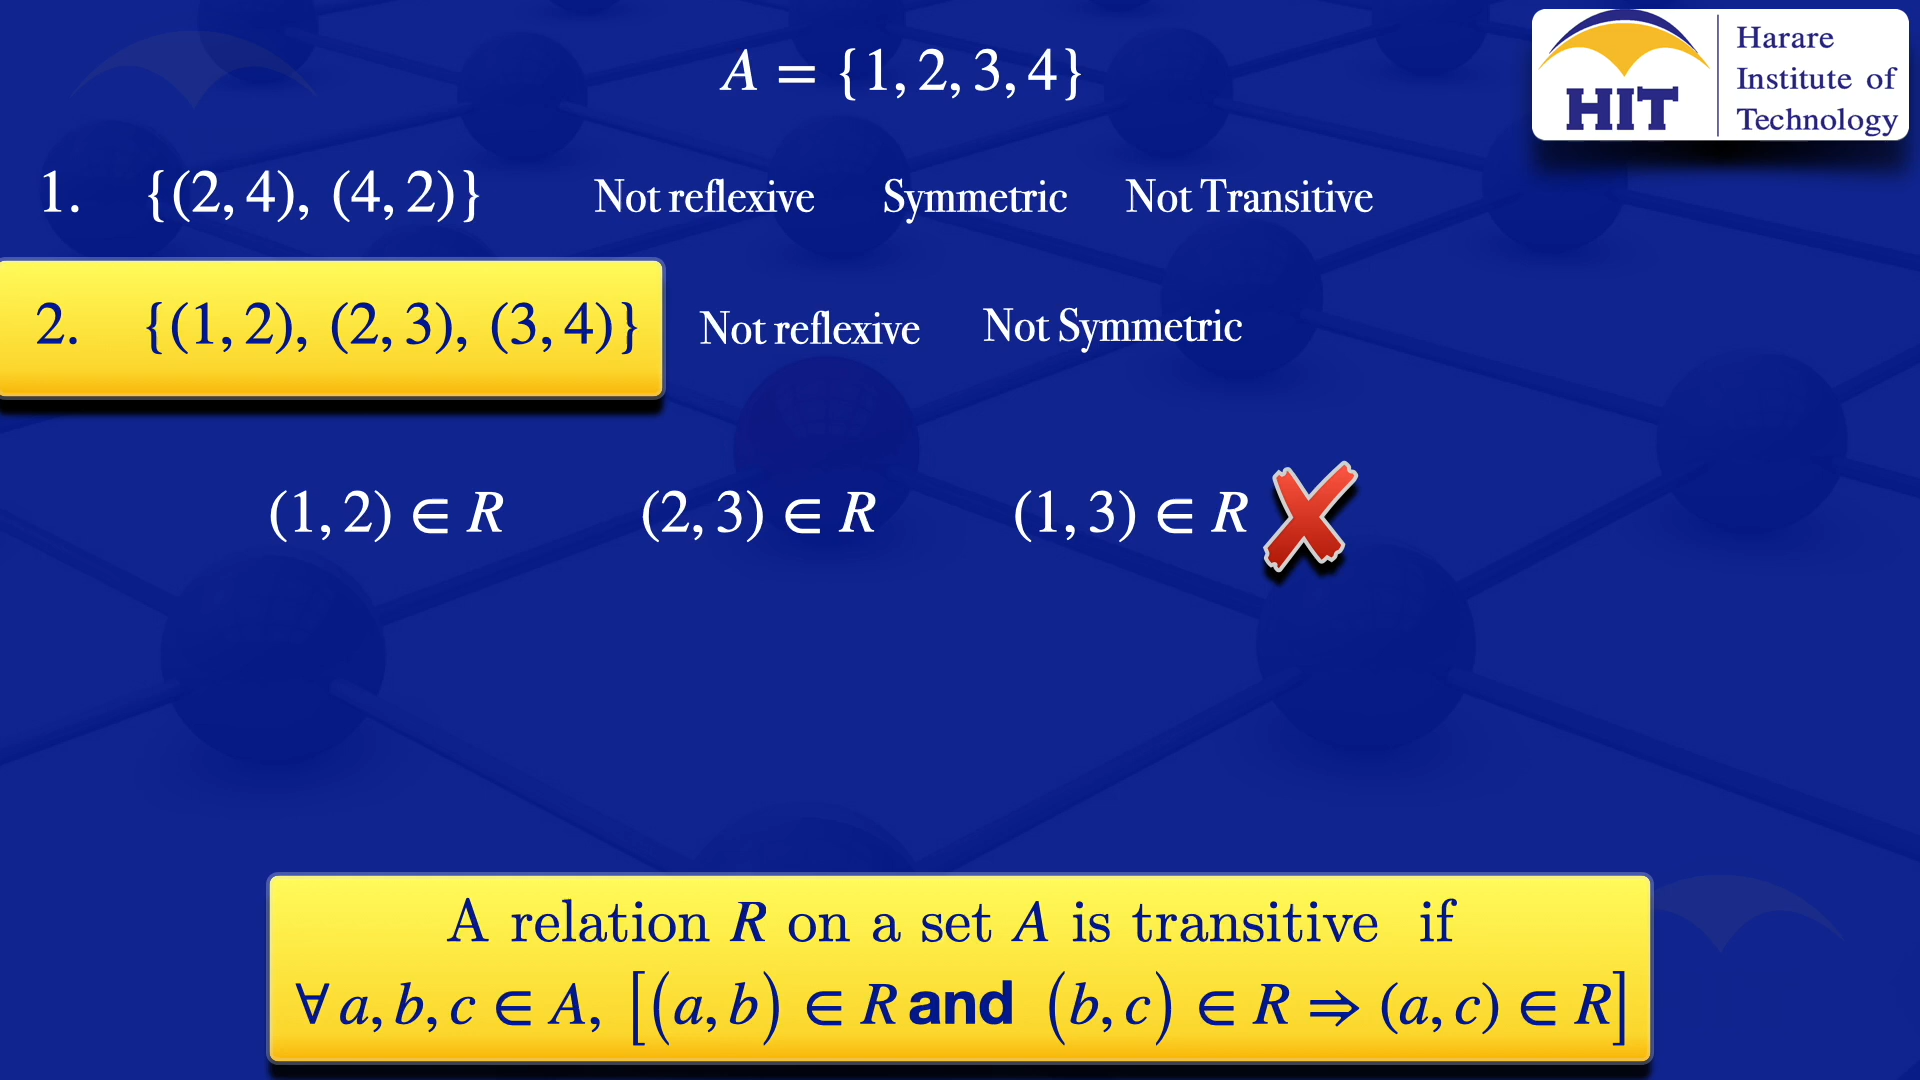 A = {1, 2, 3, 4}
HIT
Harare
Institute of
Technology
1. {(2, 4), (4, 2)} Not reflexive Symmetric Not Transitive
2. {(1, 2), (2, 3), (3, 4)} Not reflexive Not Symmetric
(1, 2) ∈ R (2, 3) ∈ R (1, 3) ∈ R
A relation R on a set A is transitive if
∀ a, b, c ∈ A, [(a, b) ∈ R and (b, c) ∈ R ⇒ (a, c) ∈ R]